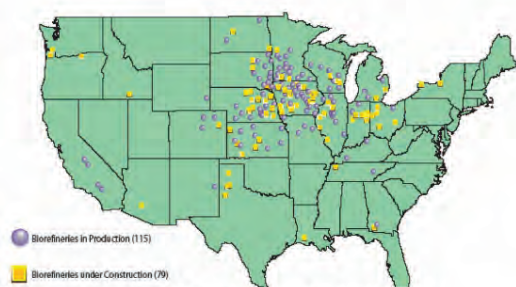 Biorefineries in Production (115)
Biorefineries under Construction (79)